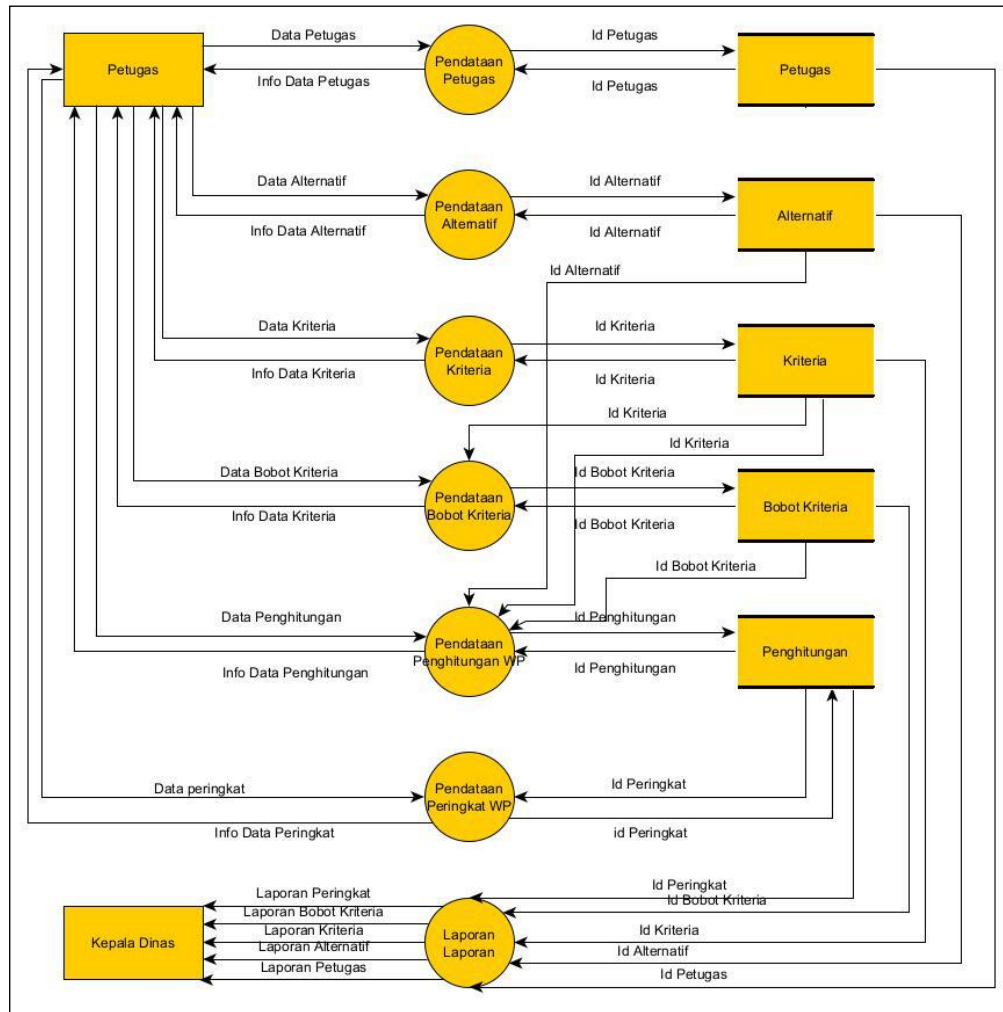 Data Petugas
Id Petugas
Petugas
Pendataan
Petugas
Petugas
Info Data Petugas
Id Petugas
Data Alternatif
Id Alternatif
Pendataan
Alternatif
Alternatif
Info Data Alternatif
Id Alternatif
Id Alternatif
Data Kriteria
Id Kriteria
Pendataan
Kriteria
Kriteria
Info Data Kriteria
Id Kriteria
Id Kriteria
Id Kriteria
Data Bobot Kriteria
Id Bobot Kriteria
Pendataan
Bobot Kriteria
Bobot Kriteria
Info Data Kriteria
Id Bobot Kriteria
Id Bobot Kriteria
Data Penghitungan
Id Penghitungan
Pendataan
Penghitungan WP
Penghitungan
Info Data Penghitungan
Id Penghitungan
Data peringkat
Id Peringkat
Pendataan
Peringkat WP
Info Data Peringkat
id Peringkat
Id Peringkat
Laporan Peringkat
Id Bobot Kriteria
Laporan Bobot Kriteria
Laporan Kriteria
Id Kriteria
Kepala Dinas
Laporan
Laporan
Laporan Alternatif
Id Alternatif
Laporan Petugas
Id Petugas